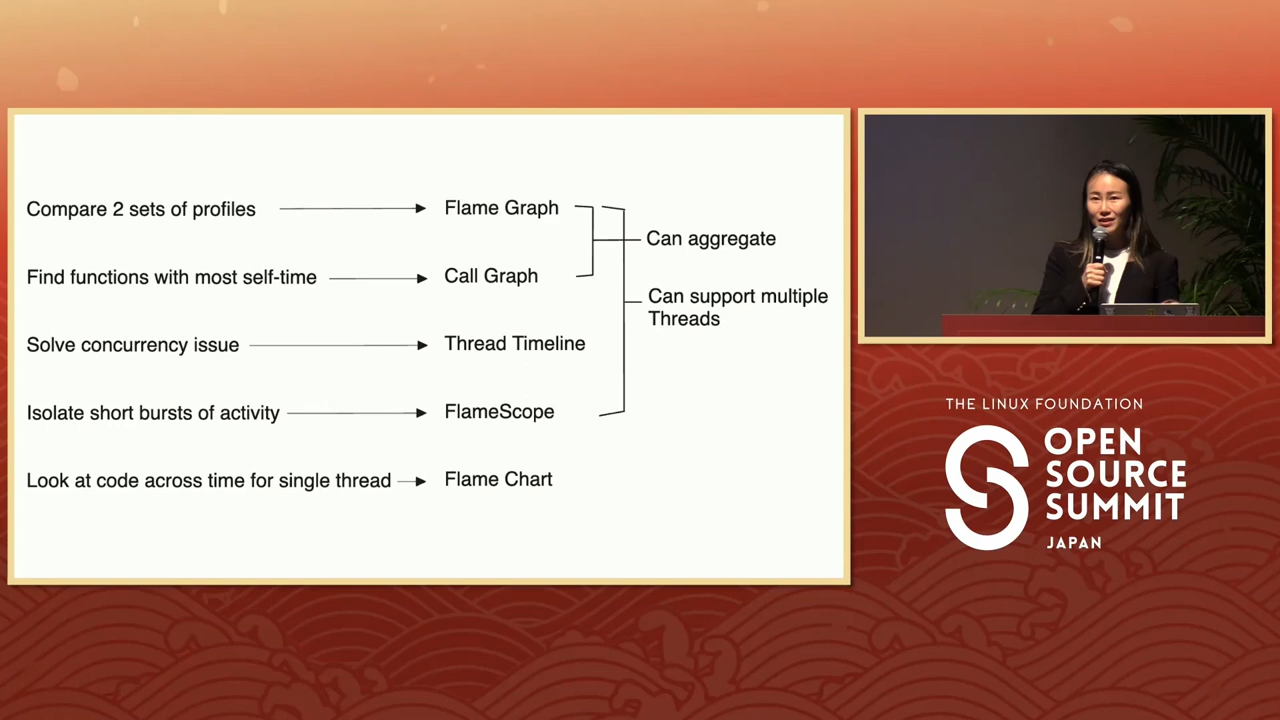 Compare 2 sets of profiles
Flame Graph
Can aggregate
Find functions with most self-time
Call Graph
Can support multiple
Threads
Solve concurrency issue
Thread Timeline
Isolate short bursts of activity
FlameScope
Look at code across time for single thread
Flame Chart
THE LINUX FOUNDATION
OPEN
SOURCE
SUMMIT
JAPAN